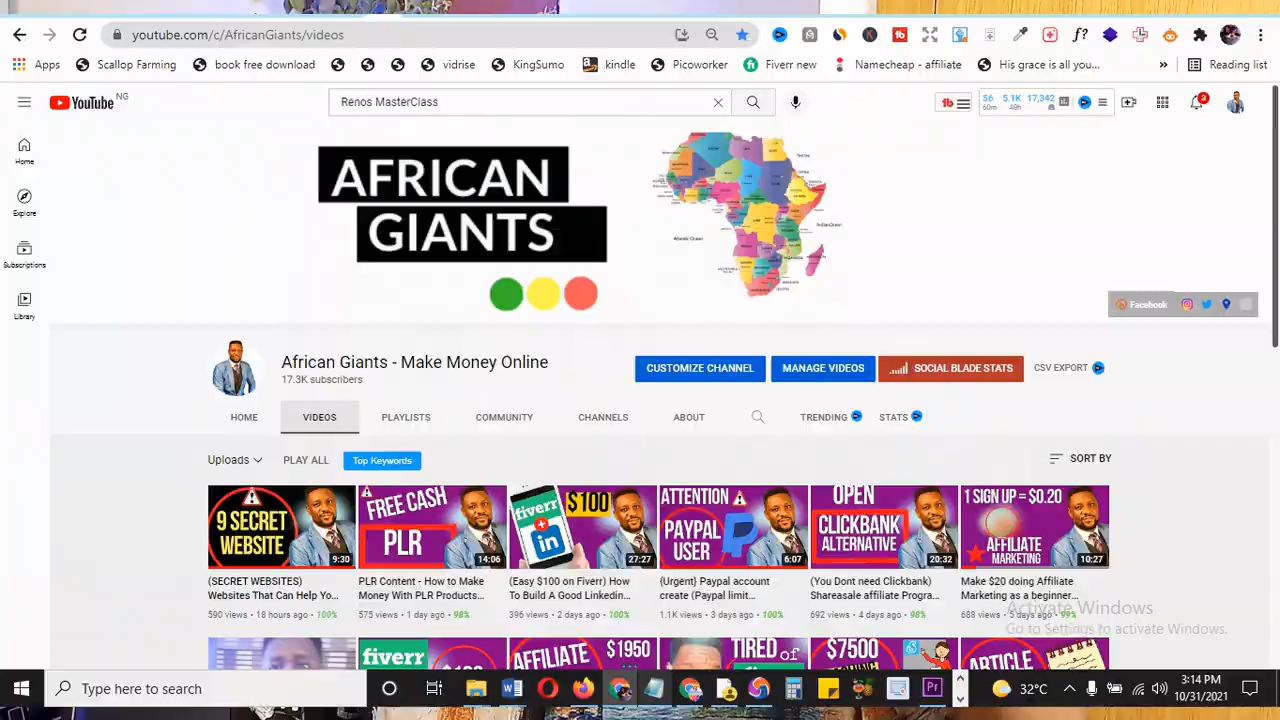 youtube.com/c/AfricanGiants/videos
Apps
Scallop Farming
book free download
vidrise
KingSumo
kindle
Picoworker
Fiverr new
Namecheap - affiliate
His grace is all you...
»
Reading list
YouTube NG
Renos MasterClass
56 5.1K 17,342
60m 48h
3
Home
Explore
Subscriptions
Library
AFRICAN
GIANTS
Facebook
African Giants - Make Money Online
17.3K subscribers
CUSTOMIZE CHANNEL
MANAGE VIDEOS
SOCIAL BLADE STATS
CSV EXPORT
HOME
VIDEOS
PLAYLISTS
COMMUNITY
CHANNELS
ABOUT
TRENDING
STATS
Uploads
PLAY ALL
Top Keywords
SORT BY
9 SECRET
WEBSITE
9:30
FREE CASH
PLR
14:06
fiverr
+
in
$100
27:27
ATTENTION
PAYPAL
USER
6:07
OPEN
CLICKBANK
ALTERNATIVE
20:32
1 SIGN UP = $0.20
AFFILIATE
MARKETING
10:27
(SECRET WEBSITES)
Websites That Can Help Yo...
590 views • 18 hours ago • 100%
PLR Content - How to Make
Money With PLR Products...
575 views • 1 day ago • 98%
(Easy $100 on Fiverr) How
To Build A Good Linkedin...
396 views • 2 days ago • 100%
{Urgent} Paypal account
create (Paypal limit...
1.1K views • 3 days ago • 100%
(You Dont need Clickbank)
Shareasale affiliate Progra...
692 views • 4 days ago • 98%
Make $20 doing Affiliate
Marketing as a beginner...
688 views • 5 days ago • 99%
Activate Windows
Go to Settings to activate Windows.
fiverr
AFFILIATE
$1950
TIRED of
$7500
ARTICLE
Type here to search
32°C
3:14 PM
10/31/2021